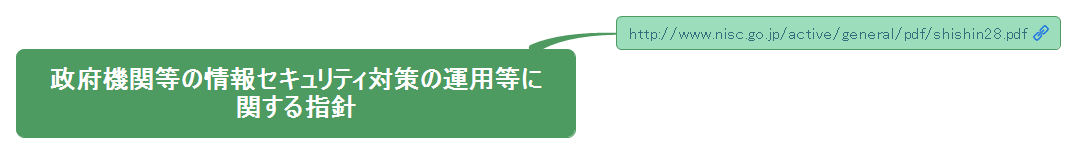 http://www.nisc.go.jp/active/general/pdf/shishin28.pdf
政府機関等の情報セキュリティ対策の運用等に
関する指針